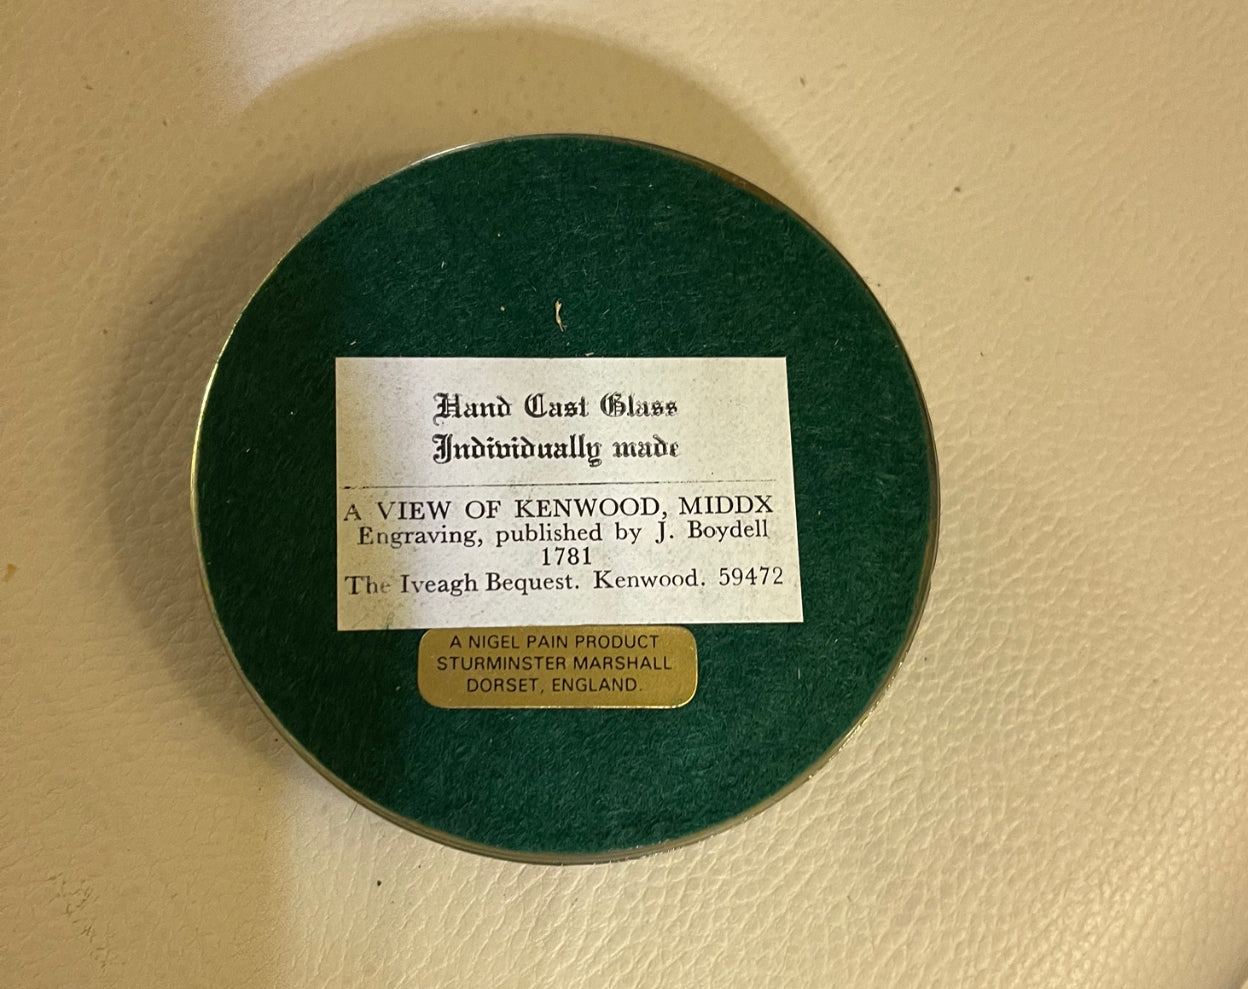 Hand Cast Glass
Individually made
A VIEW OF KENWOOD, MIDDX
Engraving, published by J. Boydell
1781
The Iveagh Bequest. Kenwood. 59472
A NIGEL PAIN PRODUCT
STURMINSTER MARSHALL
DORSET, ENGLAND.